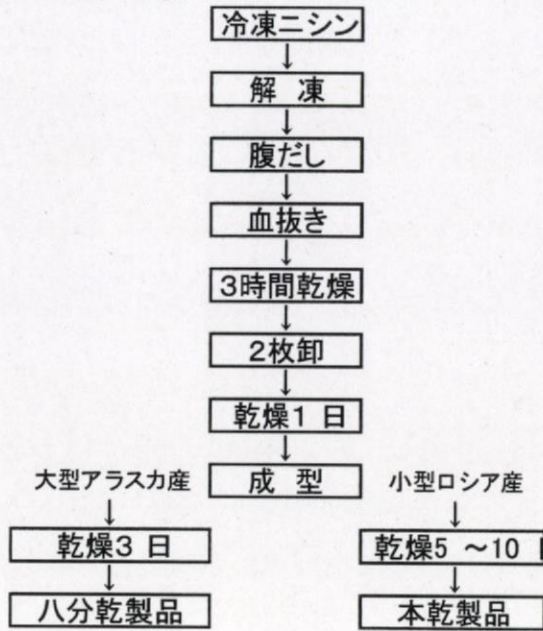 冷凍ニシン
↓
解 凍
↓
腹だし
↓
血抜き
↓
3時間乾燥
↓
2枚卸
↓
乾燥1 日
↓
成 型
大型アラスカ産 小型ロシア産
↓ ↓
乾燥3 日 乾燥5 ~10 日
↓ ↓
八分乾製品 本乾製品